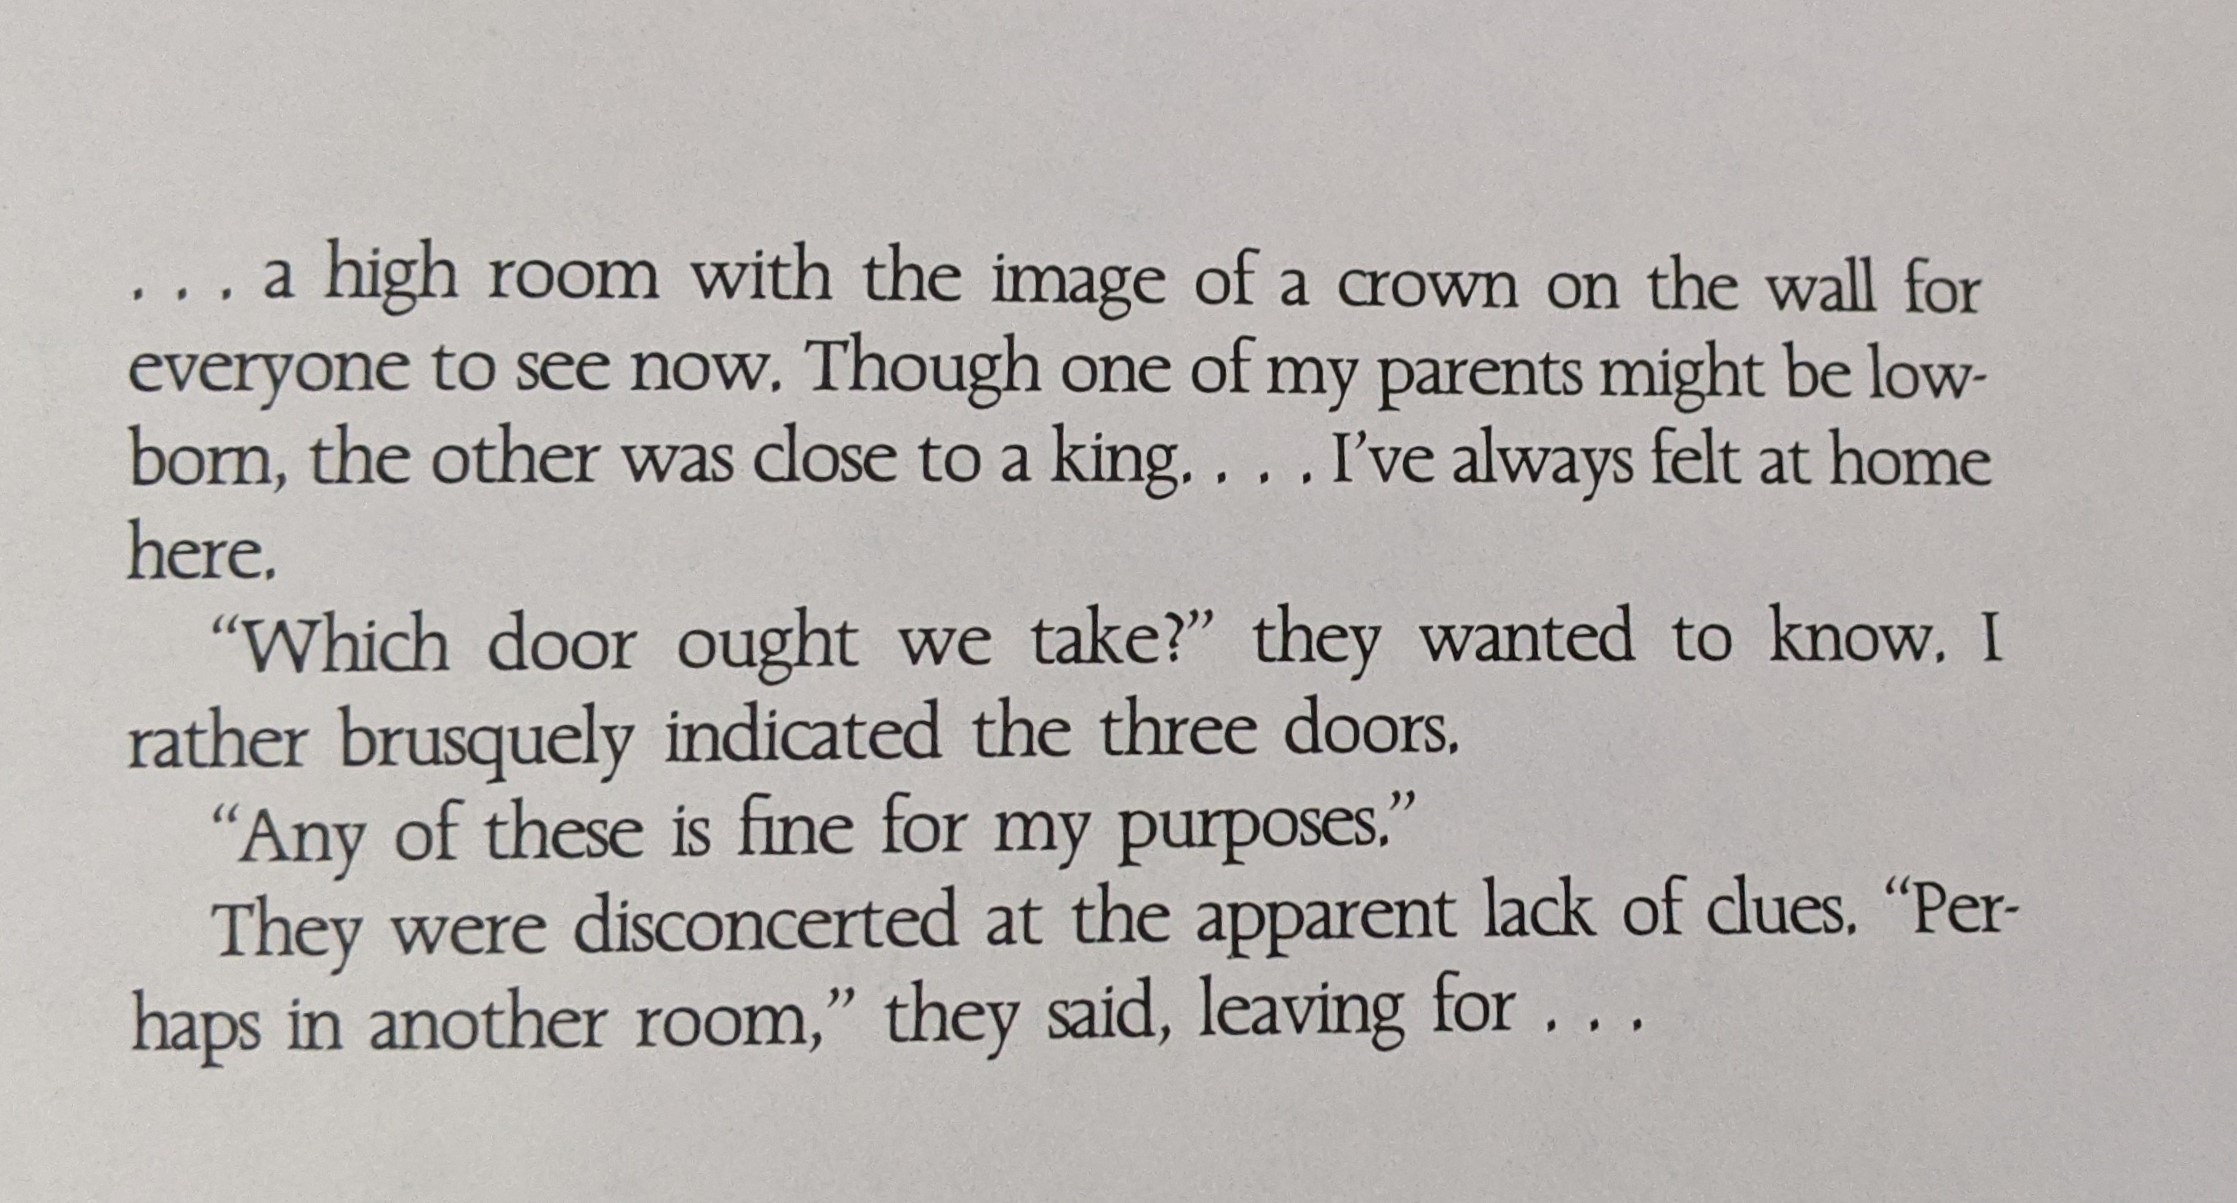 . . . a high room with the image of a crown on the wall for
everyone to see now. Though one of my parents might be low-
born, the other was close to a king. . . . I’ve always felt at home
here.
“Which door ought we take?” they wanted to know. I
rather brusquely indicated the three doors.
“Any of these is fine for my purposes.”
They were disconcerted at the apparent lack of clues. “Per-
haps in another room,” they said, leaving for . . .